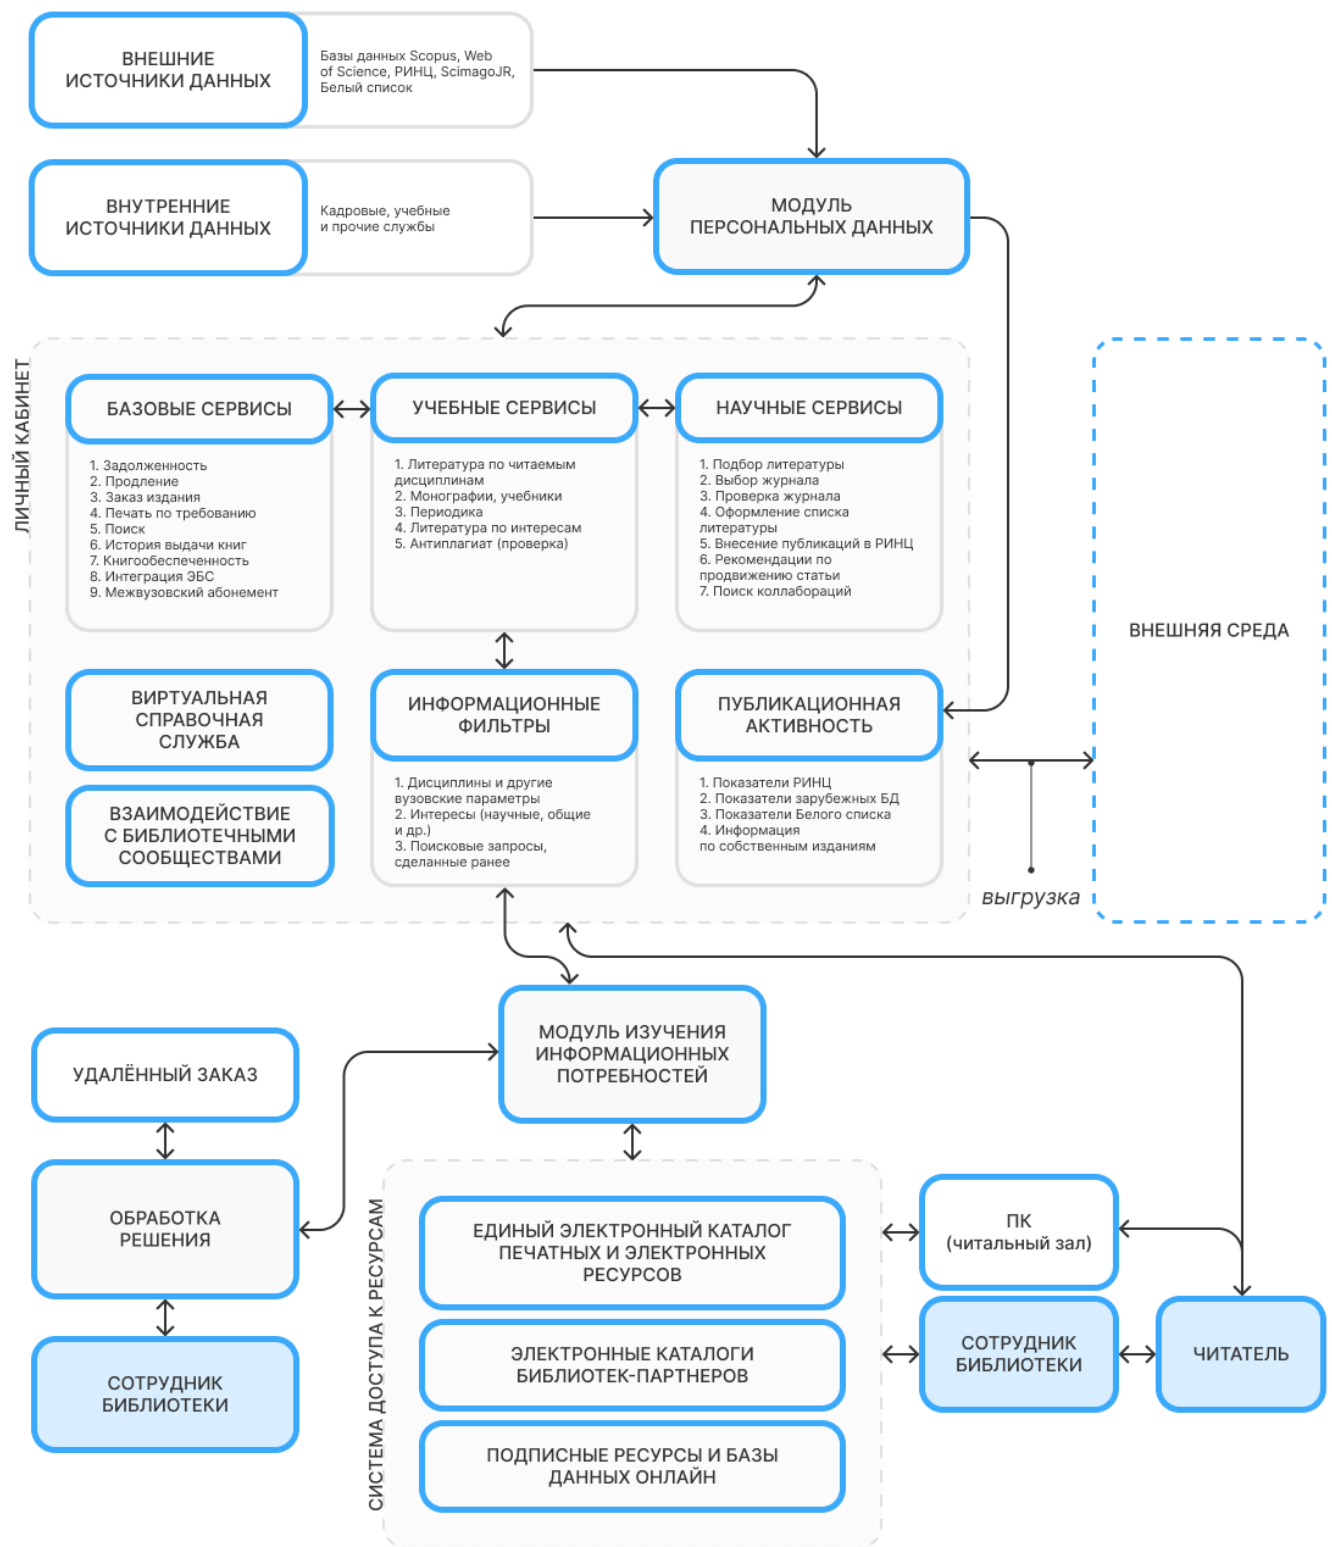 ВНЕШНИЕ
ИСТОЧНИКИ ДАННЫХ
Базы данных Scopus, Web
of Science, РИНЦ, ScimagoJR,
Белый список
ВНУТРЕННИЕ
ИСТОЧНИКИ ДАННЫХ
Кадровые, учебные
и прочие службы
МОДУЛЬ
ПЕРСОНАЛЬНЫХ ДАННЫХ
ЛИЧНЫЙ КАБИНЕТ
БАЗОВЫЕ СЕРВИСЫ
1. Задолженность
2. Продление
3. Заказ издания
4. Печать по требованию
5. Поиск
6. История выдачи книг
7. Книгообеспеченность
8. Интеграция ЭБС
9. Межвузовский абонемент
УЧЕБНЫЕ СЕРВИСЫ
1. Литература по читаемым
дисциплинам
2. Монографии, учебники
3. Периодика
4. Литература по интересам
5. Антиплагиат (проверка)
НАУЧНЫЕ СЕРВИСЫ
1. Подбор литературы
2. Выбор журнала
3. Проверка журнала
4. Оформление списка
литературы
5. Внесение публикаций в РИНЦ
6. Рекомендации по
продвижению статьи
7. Поиск коллабораций
ВИРТУАЛЬНАЯ
СПРАВОЧНАЯ
СЛУЖБА
ВЗАИМОДЕЙСТВИЕ
С БИБЛИОТЕЧНЫМИ
СООБЩЕСТВАМИ
ИНФОРМАЦИОННЫЕ
ФИЛЬТРЫ
1. Дисциплины и другие
вузовские параметры
2. Интересы (научные, общие
и др.)
3. Поисковые запросы,
сделанные ранее
ПУБЛИКАЦИОННАЯ
АКТИВНОСТЬ
1. Показатели РИНЦ
2. Показатели зарубежных БД
3. Показатели Белого списка
4. Информация
по собственным изданиям
ВНЕШНЯЯ СРЕДА
выгрузка
МОДУЛЬ ИЗУЧЕНИЯ
ИНФОРМАЦИОННЫХ
ПОТРЕБНОСТЕЙ
УДАЛЁННЫЙ ЗАКАЗ
ОБРАБОТКА
РЕШЕНИЯ
СОТРУДНИК
БИБЛИОТЕКИ
СИСТЕМА ДОСТУПА К РЕСУРСАМ
ЕДИНЫЙ ЭЛЕКТРОННЫЙ КАТАЛОГ
ПЕЧАТНЫХ И ЭЛЕКТРОННЫХ
РЕСУРСОВ
ЭЛЕКТРОННЫЕ КАТАЛОГИ
БИБЛИОТЕК-ПАРТНЕРОВ
ПОДПИСНЫЕ РЕСУРСЫ И БАЗЫ
ДАННЫХ ОНЛАЙН
ПК
(читальный зал)
СОТРУДНИК
БИБЛИОТЕКИ
ЧИТАТЕЛЬ